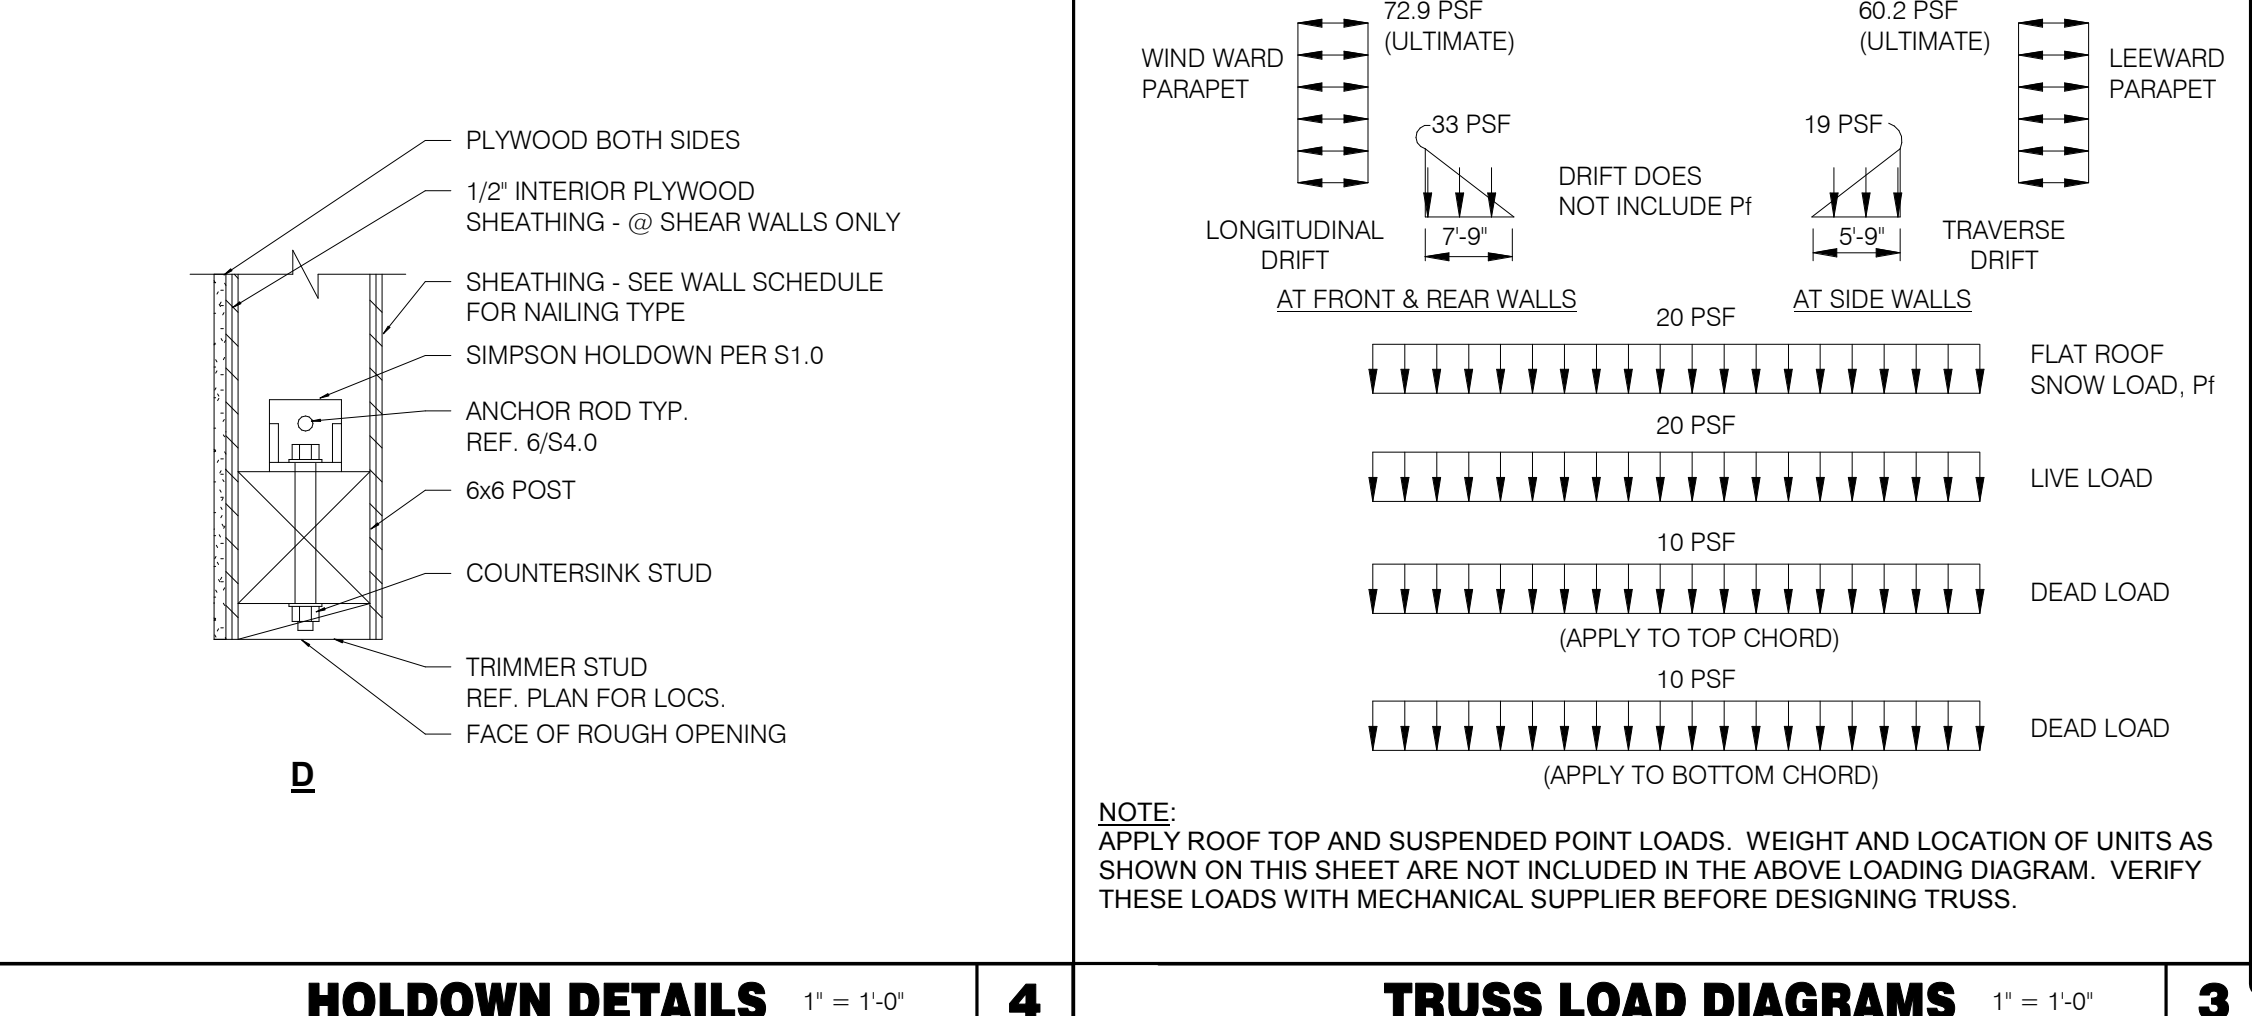 PLYWOOD BOTH SIDES
1/2" INTERIOR PLYWOOD
SHEATHING - @ SHEAR WALLS ONLY
SHEATHING - SEE WALL SCHEDULE
FOR NAILING TYPE
SIMPSON HOLDOWN PER S1.0
ANCHOR ROD TYP.
REF. 6/S4.0
6x6 POST
COUNTERSINK STUD
TRIMMER STUD
REF. PLAN FOR LOCS.
FACE OF ROUGH OPENING
D
HOLDOWN DETAILS
1" = 1'-0"
4
72.9 PSF
(ULTIMATE)
WIND WARD
PARAPET
60.2 PSF
(ULTIMATE)
LEEWARD
PARAPET
33 PSF
19 PSF
DRIFT DOES
NOT INCLUDE Pf
LONGITUDINAL
DRIFT
7'-9"
5'-9"
TRAVERSE
DRIFT
AT FRONT & REAR WALLS
AT SIDE WALLS
20 PSF
FLAT ROOF
SNOW LOAD, Pf
20 PSF
LIVE LOAD
10 PSF
DEAD LOAD
(APPLY TO TOP CHORD)
10 PSF
DEAD LOAD
(APPLY TO BOTTOM CHORD)
NOTE:
APPLY ROOF TOP AND SUSPENDED POINT LOADS.  WEIGHT AND LOCATION OF UNITS AS
SHOWN ON THIS SHEET ARE NOT INCLUDED IN THE ABOVE LOADING DIAGRAM.  VERIFY
THESE LOADS WITH MECHANICAL SUPPLIER BEFORE DESIGNING TRUSS.
TRUSS LOAD DIAGRAMS
1" = 1'-0"
3